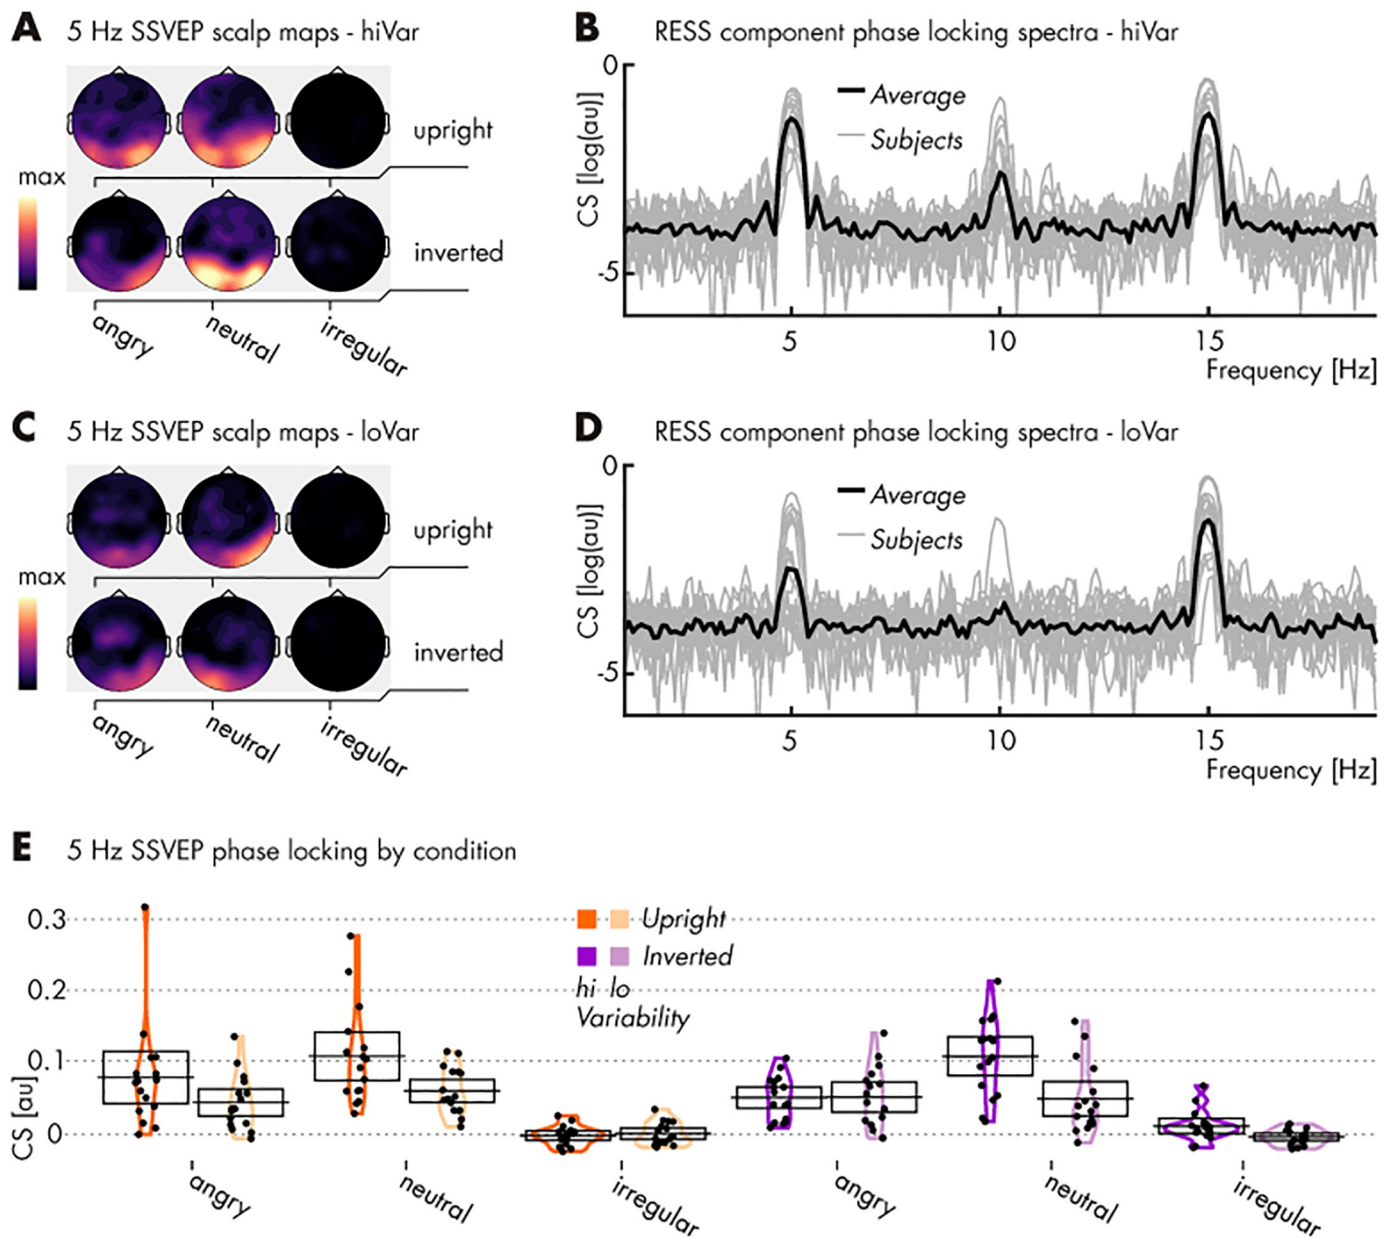 A 5 Hz SSVEP scalp maps - hiVar
upright
max
inverted
angry
neutral
irregular
B RESS component phase locking spectra - hiVar
0
CS [log(au)]
Average
Subjects
-5
5 10 15
Frequency [Hz]
C 5 Hz SSVEP scalp maps - loVar
upright
max
inverted
angry
neutral
irregular
D RESS component phase locking spectra - loVar
0
CS [log(au)]
Average
Subjects
-5
5 10 15
Frequency [Hz]
E 5 Hz SSVEP phase locking by condition
0.3
0.2
0.1
0
CS [au]
Upright
Inverted
hi lo
Variability
angry
neutral
irregular
angry
neutral
irregular